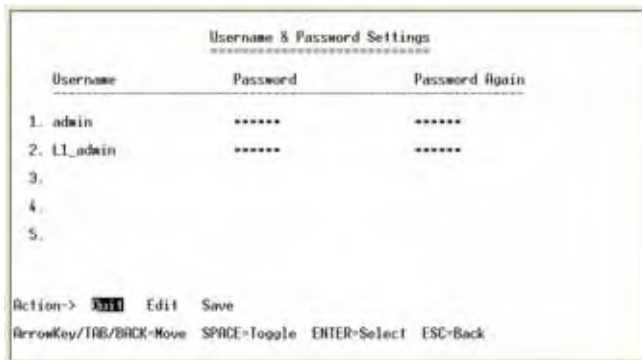 Username & Password Settings
Username Password Password Again
1. admin ****** ******
2. L1_admin ****** ******
3.
4.
5.
Action-> Quit Edit Save
ArrowKey/TAB/BACK=Move SPACE=Toggle ENTER=Select ESC=Back